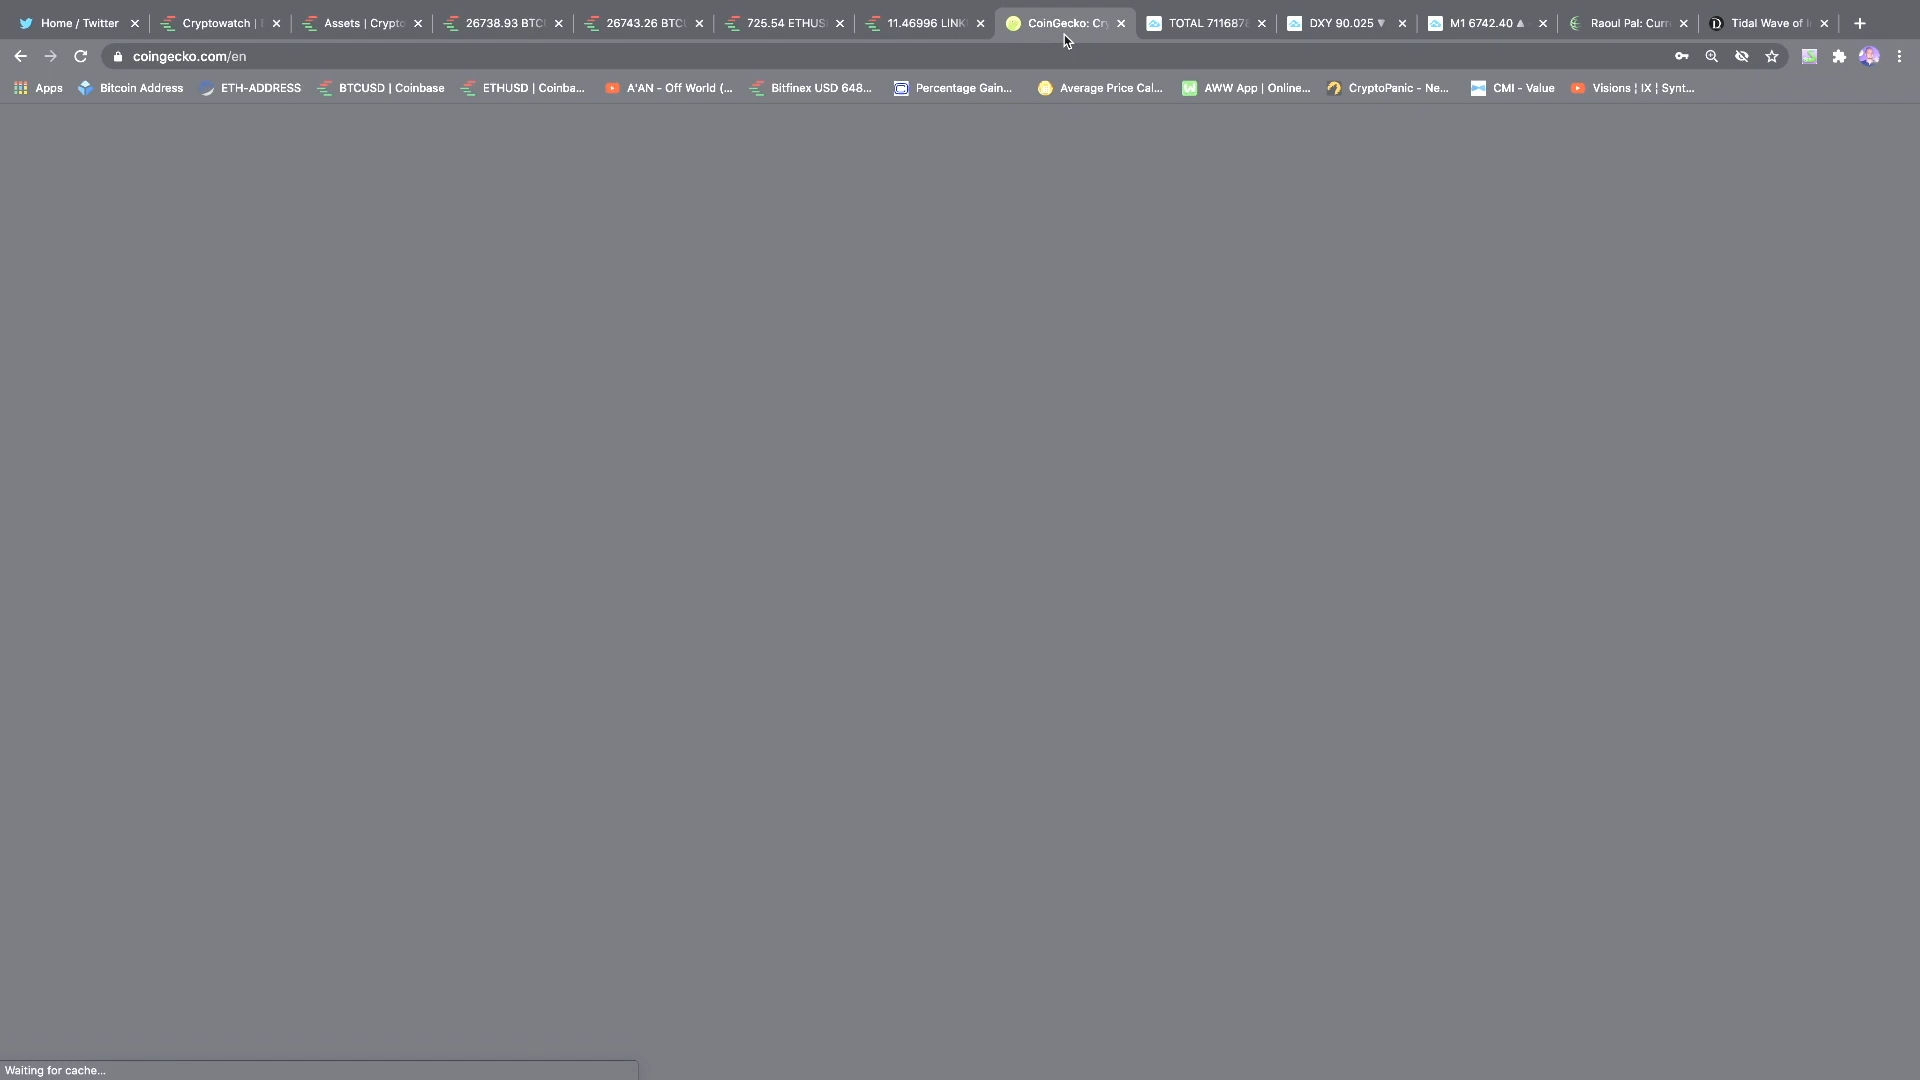 Home / Twitter
Cryptowatch |
Assets | Crypto
26738.93 BTC
26743.26 BTC
725.54 ETHUS
11.46996 LINK
CoinGecko: Cry
TOTAL 711687
DXY 90.025 ▼
M1 6742.40 ▲
Raoul Pal: Curr
Tidal Wave of
coingecko.com/en
Apps
Bitcoin Address
ETH-ADDRESS
BTCUSD | Coinbase
ETHUSD | Coinba...
A'AN - Off World (...
Bitfinex USD 648...
Percentage Gain...
Average Price Cal...
AWW App | Online...
CryptoPanic - Ne...
CMI - Value
Visions ¦ IX ¦ Synt...
Waiting for cache...